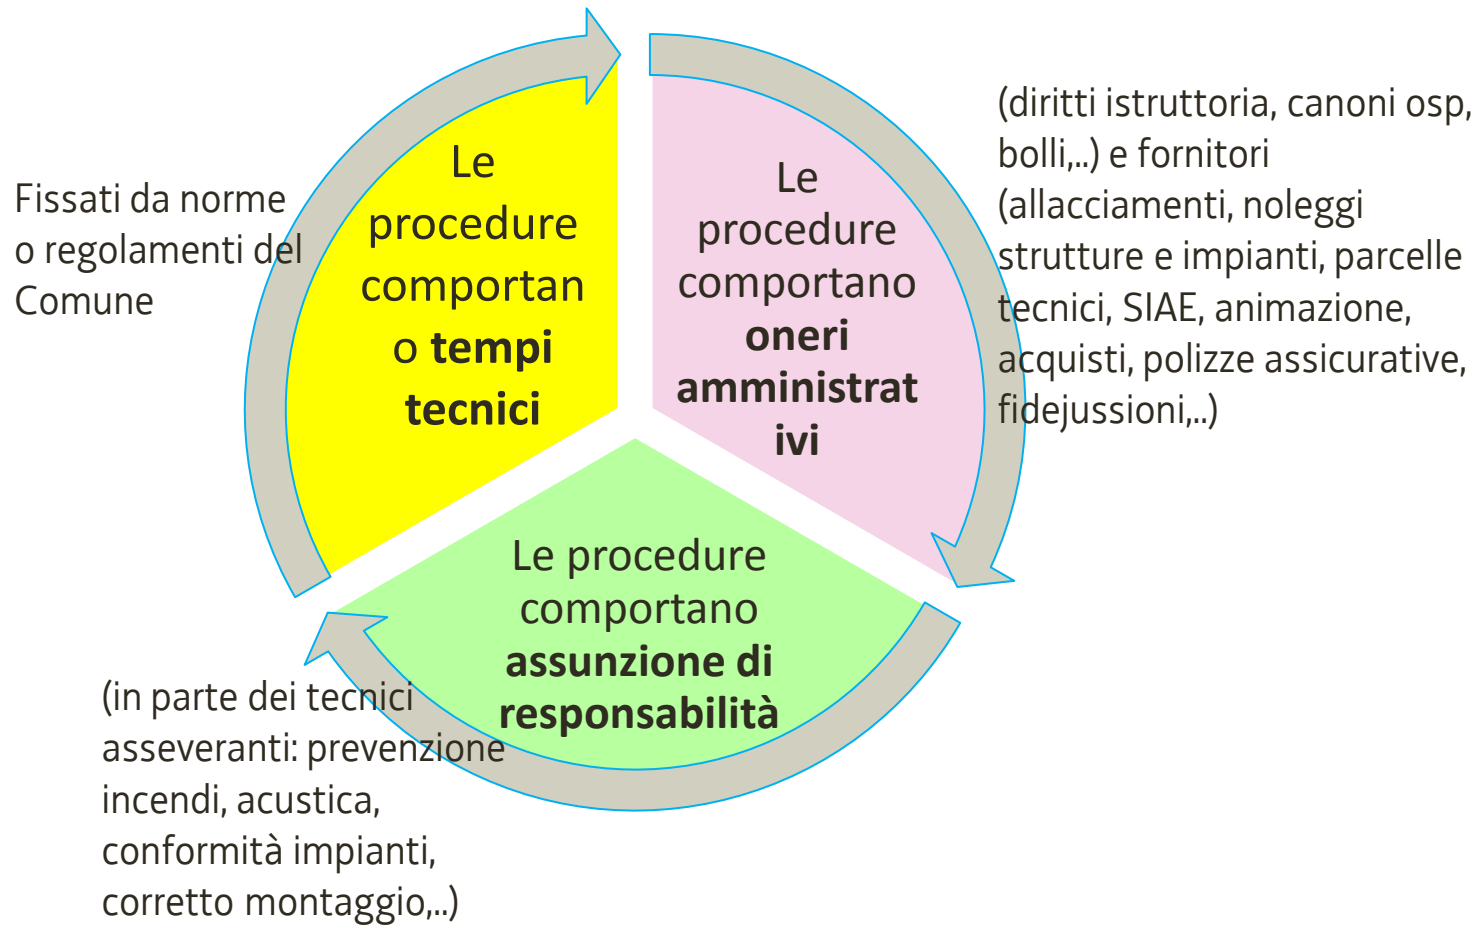 Le
procedure
comportan
o tempi
tecnici
Fissati da norme
o regolamenti del
Comune
Le
procedure
comportano
oneri
amministrat
ivi
(diritti istruttoria, canoni osp,
bolli,..) e fornitori
(allacciamenti, noleggi
strutture e impianti, parcelle
tecnici, SIAE, animazione,
acquisti, polizze assicurative,
fidejussioni,..)
Le procedure
comportano
assunzione di
responsabilità
(in parte dei tecnici
asseveranti: prevenzione
incendi, acustica,
conformità impianti,
corretto montaggio,..)